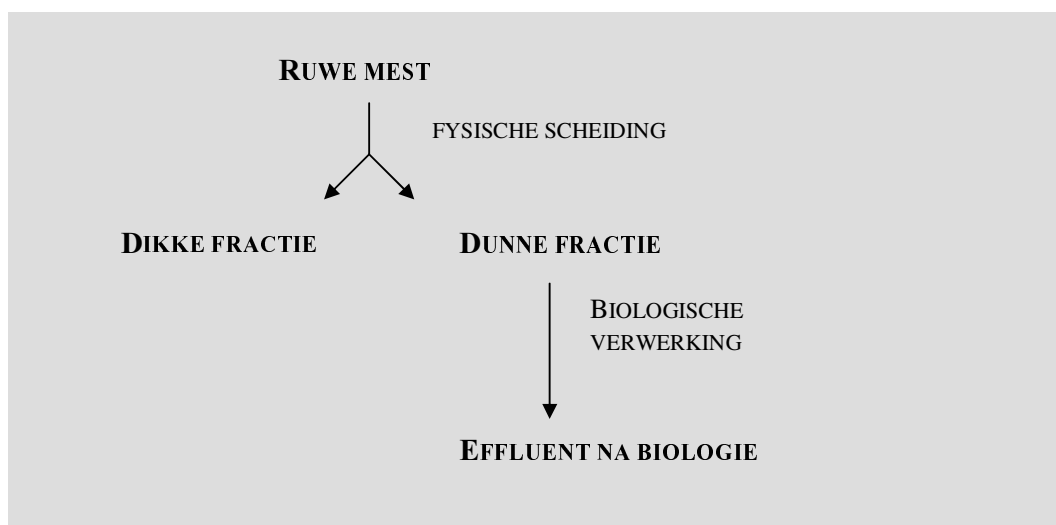 RUWE MEST
FYSISCHE SCHEIDING
DIKKE FRACTIE
DUNNE FRACTIE
BIOLOGISCHE
VERWERKING
EFFLUENT NA BIOLOGIE